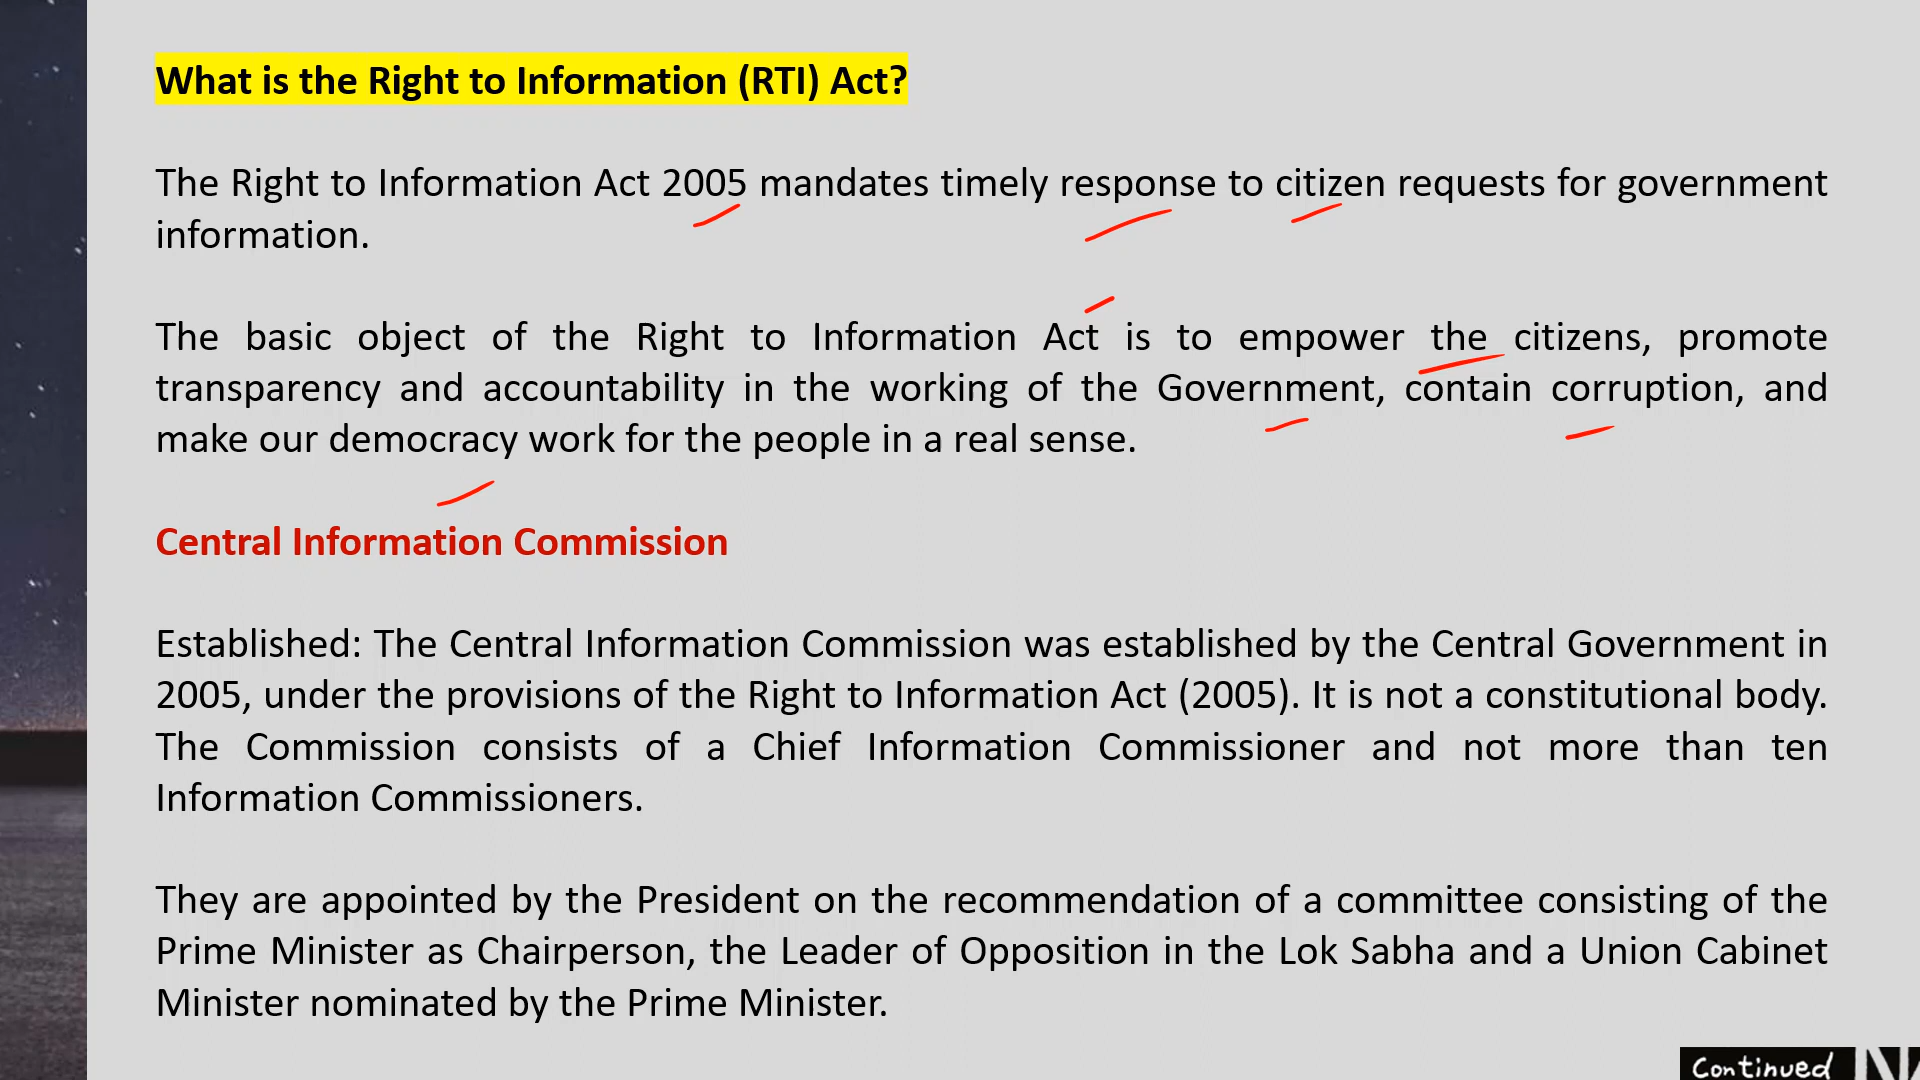 What is the Right to Information (RTI) Act?
The Right to Information Act 2005 mandates timely response to citizen requests for government
information.
The basic object of the Right to Information Act is to empower the citizens, promote
transparency and accountability in the working of the Government, contain corruption, and
make our democracy work for the people in a real sense.
Central Information Commission
Established: The Central Information Commission was established by the Central Government in
2005, under the provisions of the Right to Information Act (2005). It is not a constitutional body.
The Commission consists of a Chief Information Commissioner and not more than ten
Information Commissioners.
They are appointed by the President on the recommendation of a committee consisting of the
Prime Minister as Chairperson, the Leader of Opposition in the Lok Sabha and a Union Cabinet
Minister nominated by the Prime Minister.
Continued